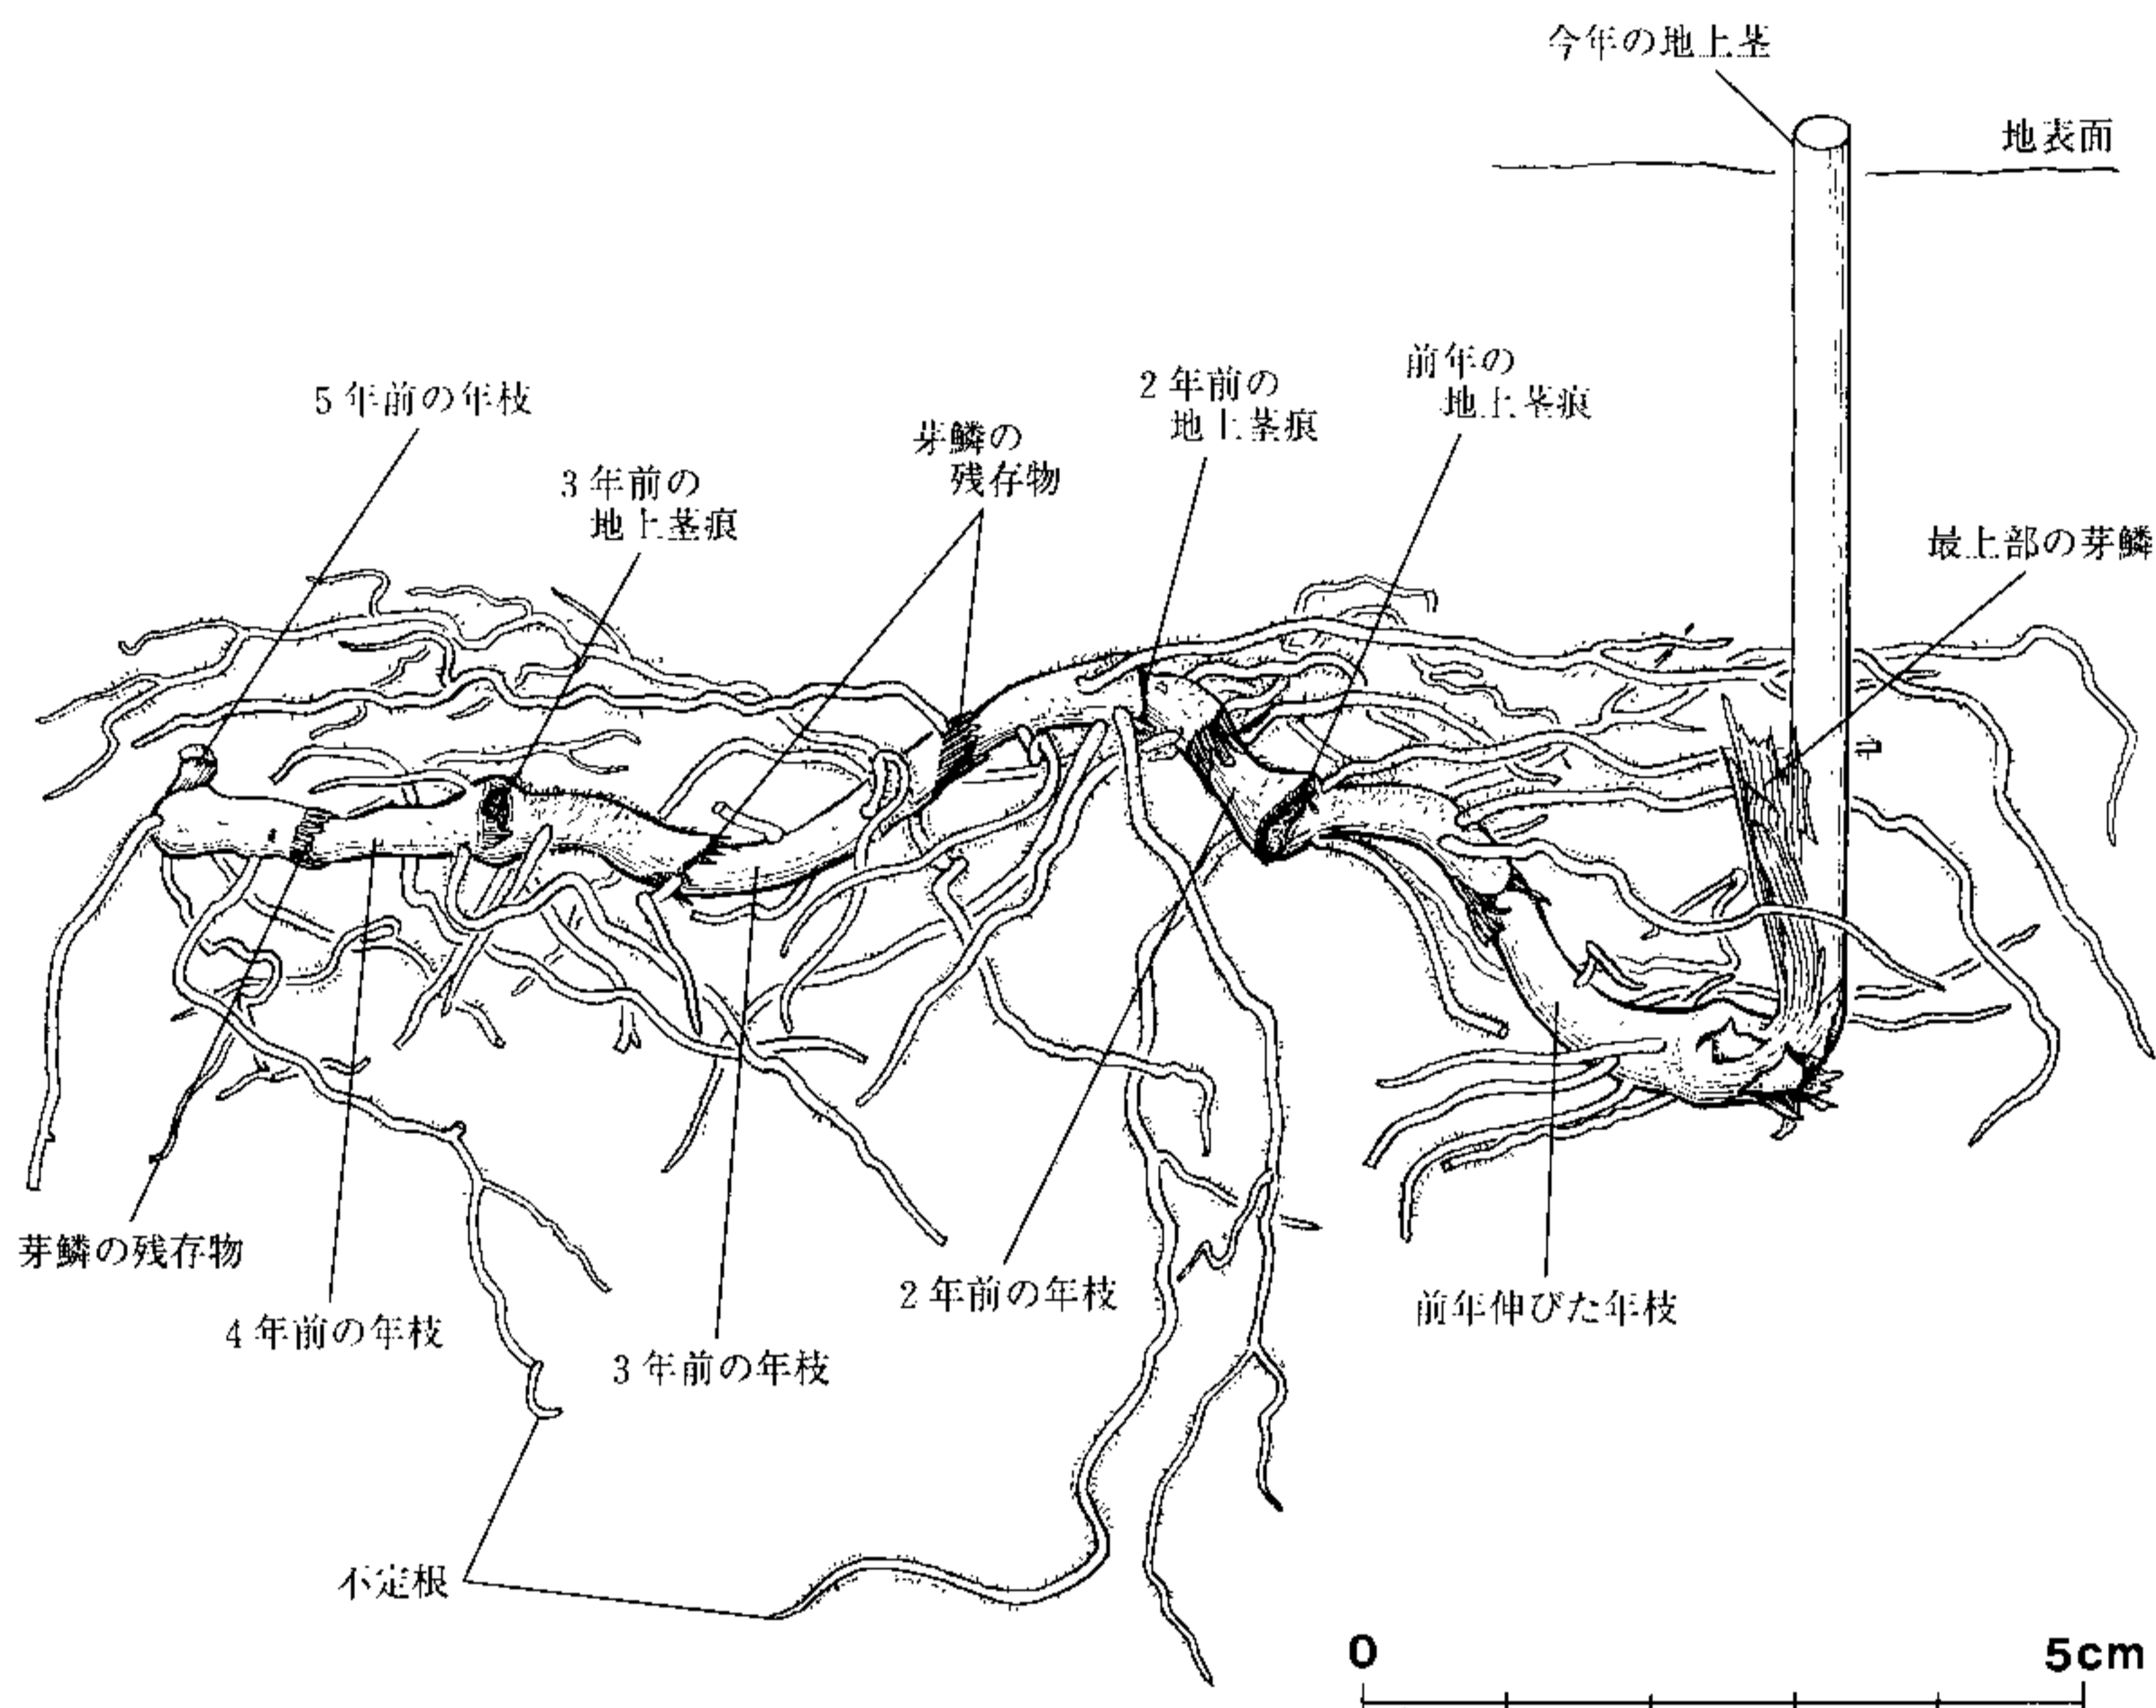 今年の地上茎
地表面
前年の
地上茎痕
2年前の
地上茎痕
5年前の年枝
芽鱗の
残存物
3年前の
地上茎痕
最上部の芽鱗
芽鱗の残存物
2年前の年枝
前年伸びた年枝
4年前の年枝
3年前の年枝
不定根
0 5cm